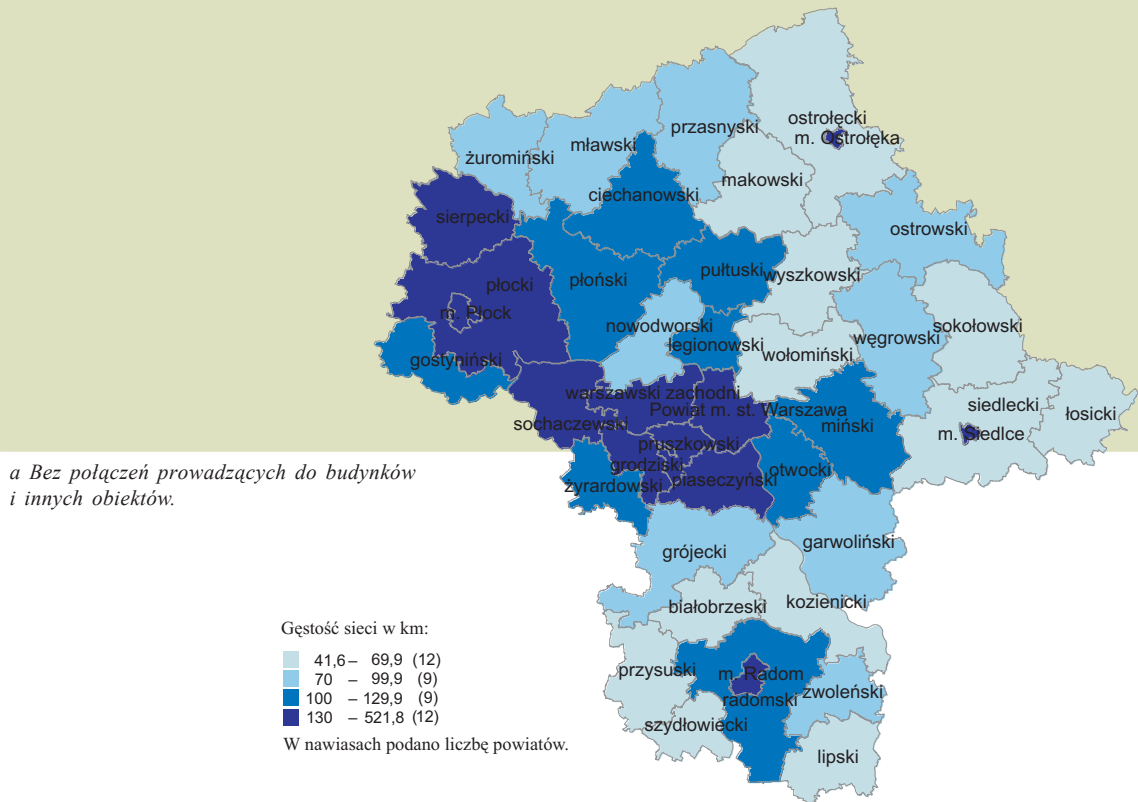 ostrołęcki
m. Ostrołęka
przasnyski
mławski
żuromiński
makowski
ciechanowski
sierpecki
ostrowski
płocki
płoński
pułtuski
wyszkowski
m. Płock
nowodworski
sokołowski
węgrowski
legionowski
wołomiński
gostyniński
warszawski zachodni
siedlecki
Powiat m. st. Warszawa
łosicki
sochaczewski
miński
m. Siedlce
pruszkowski
grodziski
otwocki
piaseczyński
żyrardowski
a Bez połączeń prowadzących do budynków
i innych obiektów.
garwoliński
grójecki
kozienicki
białobrzeski
Gęstość sieci w km:
41,6 – 69,9 (12)
70 – 99,9 (9)
100 – 129,9 (9)
130 – 521,8 (12)
W nawiasach podano liczbę powiatów.
przysuski
m. Radom
zwoleński
radomski
szydłowiecki
lipski